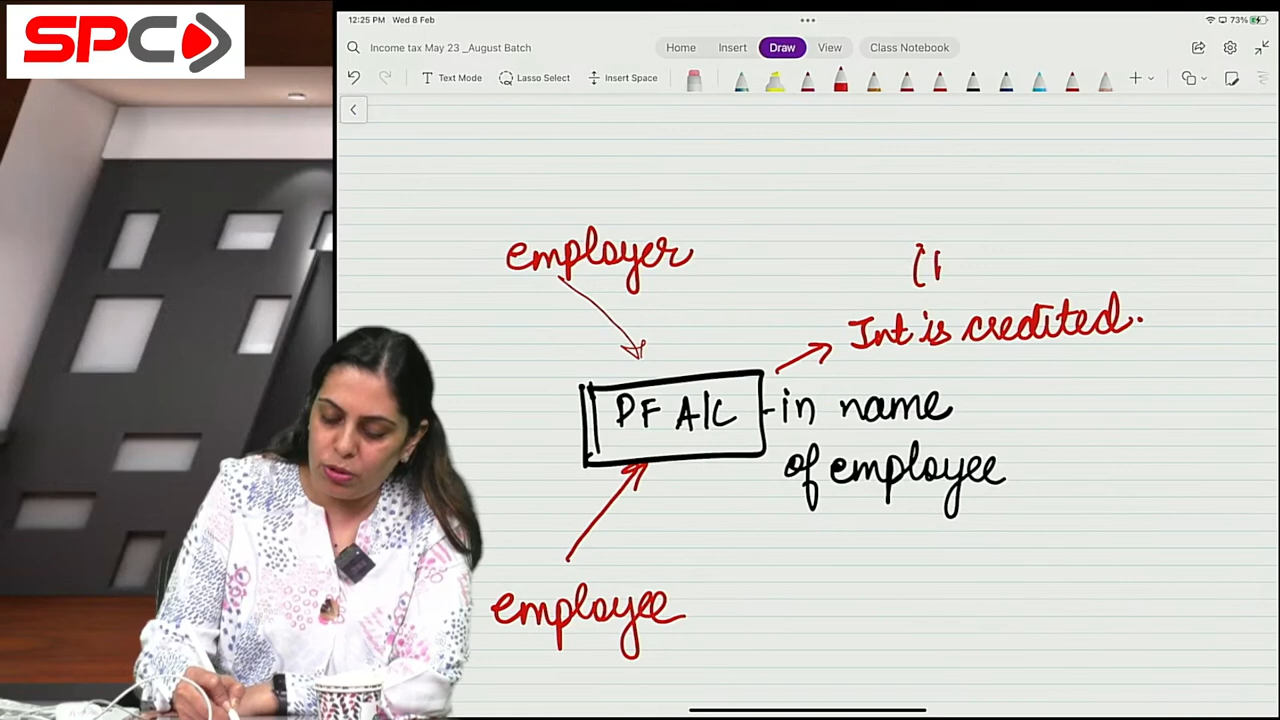 SPC
12:25 PM Wed 8 Feb
73%
Income tax May 23 _August Batch
Home Insert Draw View Class Notebook
Text Mode Lasso Select Insert Space
employer
Int is credited.
PF A/C - in name
of employee
employee